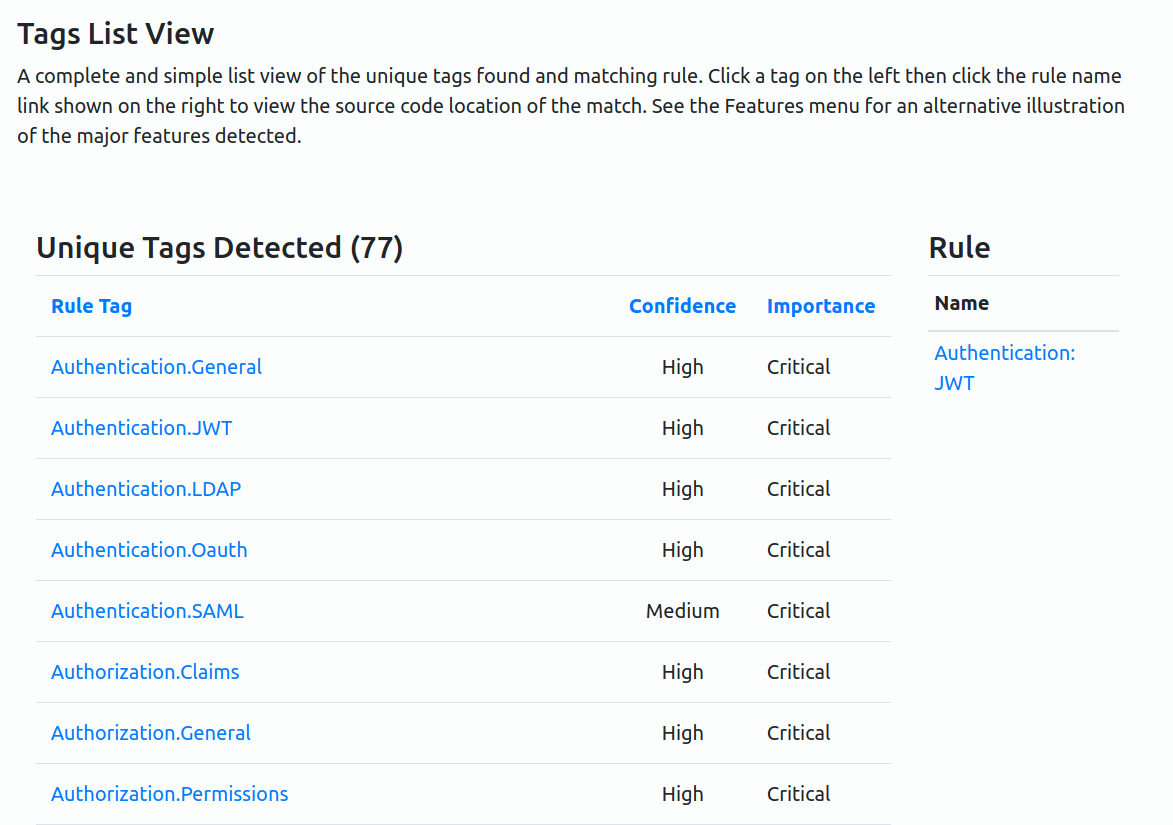 Tags List View
A complete and simple list view of the unique tags found and matching rule. Click a tag on the left then click the rule name
link shown on the right to view the source code location of the match. See the Features menu for an alternative illustration
of the major features detected.
Unique Tags Detected (77)
Rule Tag Confidence Importance
Authentication.General High Critical
Authentication.JWT High Critical
Authentication.LDAP High Critical
Authentication.Oauth High Critical
Authentication.SAML Medium Critical
Authorization.Claims High Critical
Authorization.General High Critical
Authorization.Permissions High Critical
Rule
Name
Authentication:
JWT